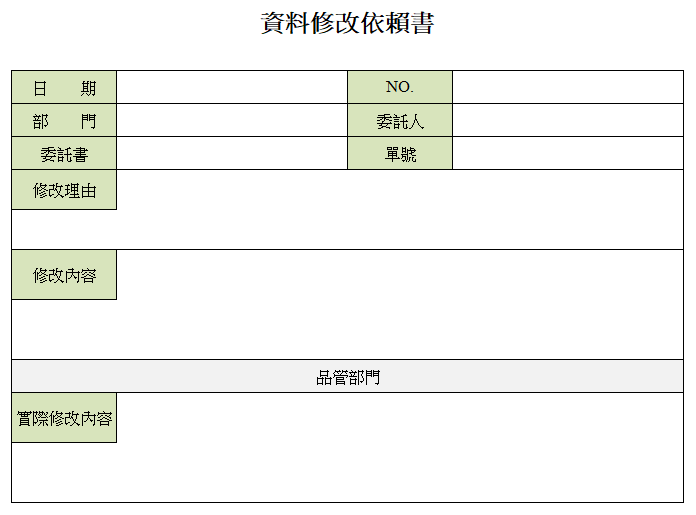 資料修改依賴書
日　　期
NO.
部　　門
委託人
委託書
單號
修改理由
修改內容
品管部門
實際修改內容